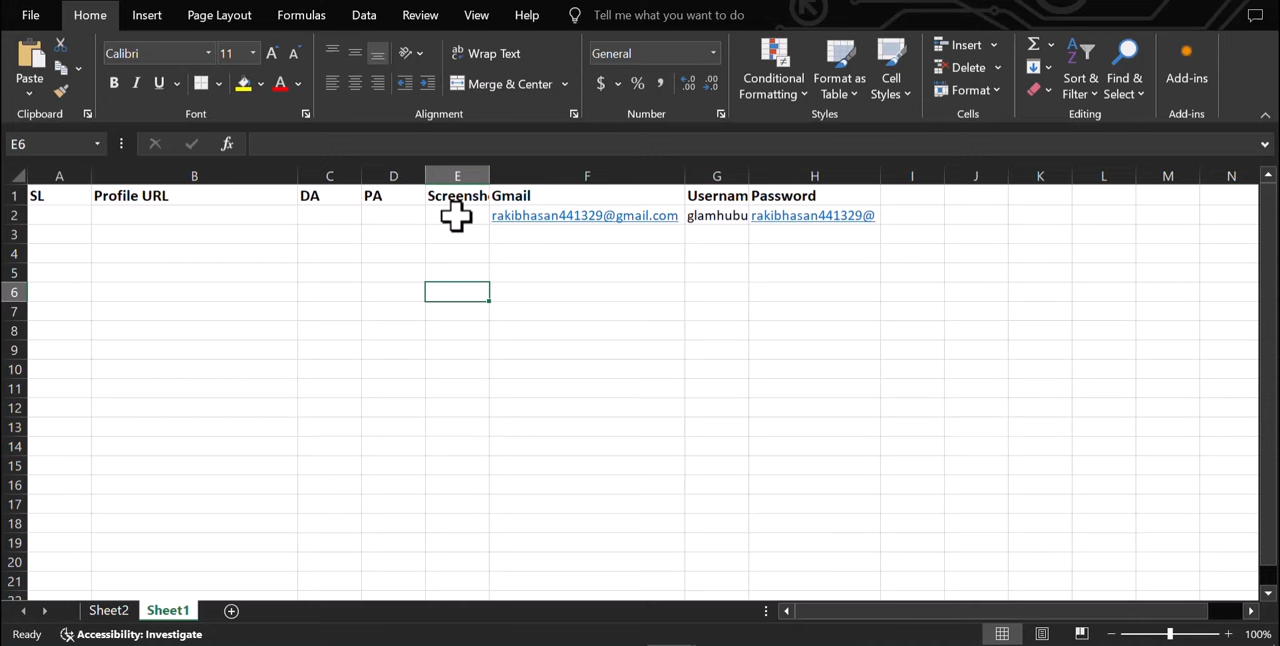 File Home Insert Page Layout Formulas Data Review View Help Tell me what you want to do
Calibri 11 A A Wrap Text General Insert Σ
Paste B I U A Merge & Center $ % , Conditional Formatting Format as Table Cell Styles Delete Sort & Filter Find & Select Add-ins
Format
Clipboard Font Alignment Number Styles Cells Editing Add-ins
E6 fx
A B C D E F G H I J K L M N
1 SL Profile URL DA PA Screensh Gmail Usernam Password
2 rakibhasan441329@gmail.com glamhubu rakibhasan441329@
3
4
5
6
7
8
9
10
11
12
13
14
15
16
17
18
19
20
21
Sheet2 Sheet1
Ready Accessibility: Investigate 100%